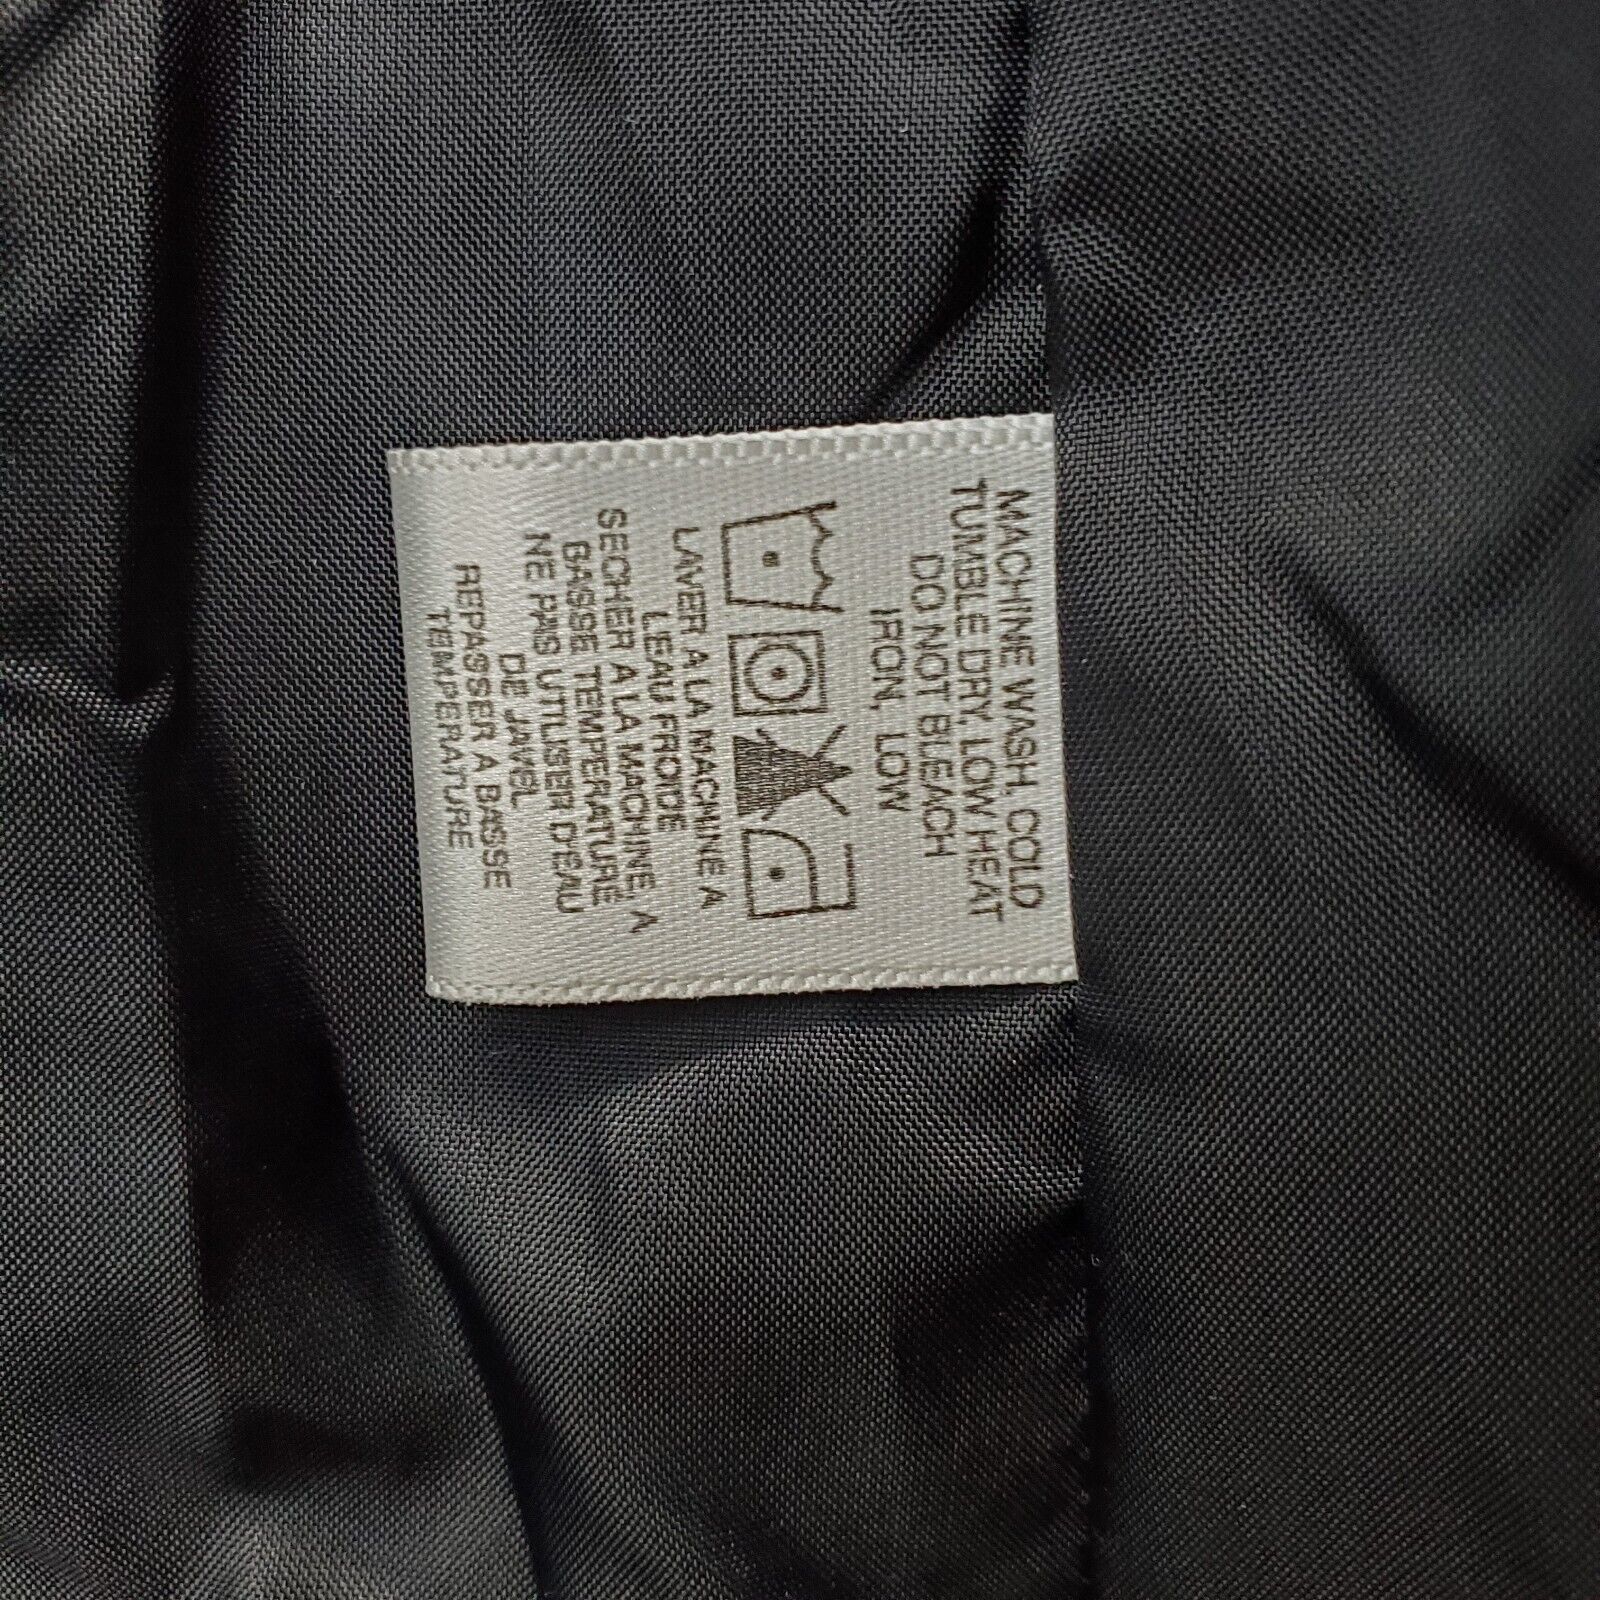 MACHINE WASH, COLD
TUMBLE DRY, LOW HEAT
DO NOT BLEACH
IRON, LOW
LAVER A LA MACHINE A
LEAU FROIDE
SECHER A LA MACHINE, A
BASSE TEMPERATURE
NE PAS UTILISER D'EAU
DE JAVEL
REPASSER A BASSE
TEMPERATURE